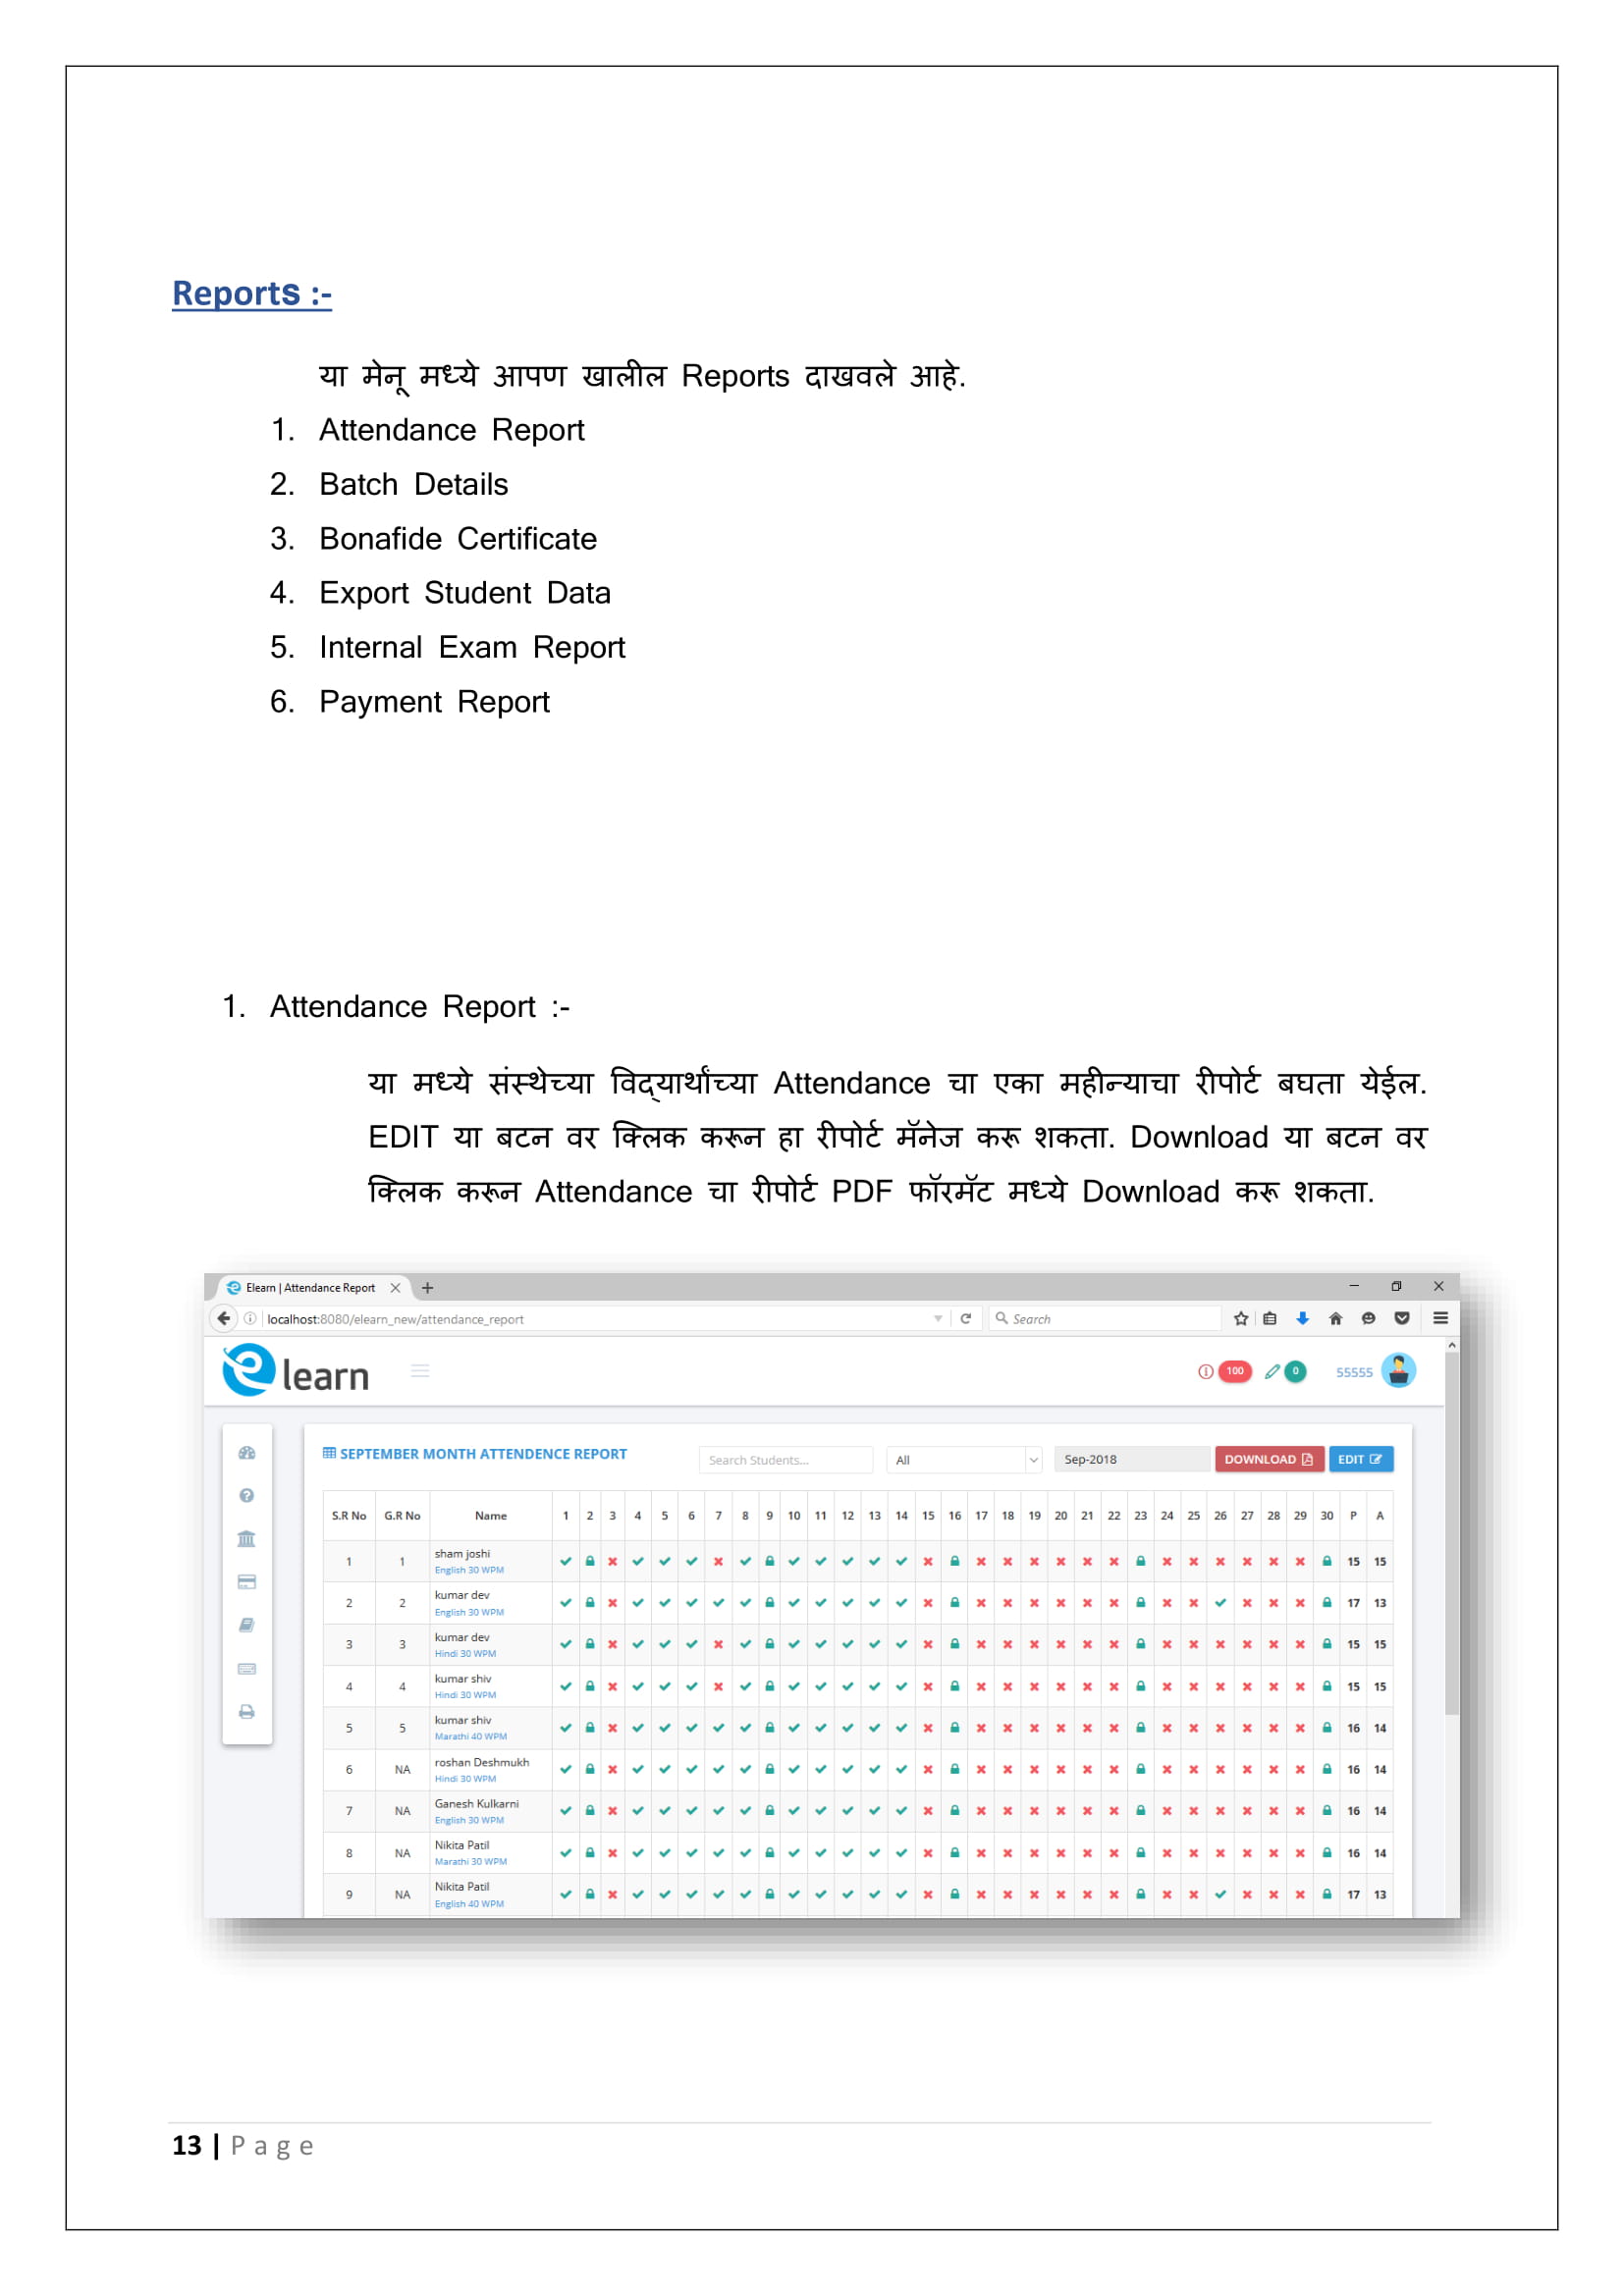 Reports :-
या मेनू मध्ये आपण खालील Reports दाखवले आहे.
1. Attendance Report
2. Batch Details
3. Bonafide Certificate
4. Export Student Data
5. Internal Exam Report
6. Payment Report
1. Attendance Report :-
या मध्ये संस्थेच्या विद्यार्थांच्या Attendance चा एका महीन्याचा रीपोर्ट बघता येईल.
EDIT या बटन वर क्लिक करून हा रीपोर्ट मॅनेज करू शकता. Download या बटन वर
क्लिक करून Attendance चा रीपोर्ट PDF फॉरमॅट मध्ये Download करू शकता.
Elearn | Attendance Report
localhost:8080/elearn_new/attendance_report Search
elearn 100 0 55555
SEPTEMBER MONTH ATTENDENCE REPORT Search Students... All Sep-2018 DOWNLOAD EDIT
S.R No G.R No Name 1 2 3 4 5 6 7 8 9 10 11 12 13 14 15 16 17 18 19 20 21 22 23 24 25 26 27 28 29 30 P A
1 1 sham joshi 15 15
English 30 WPM
2 2 kumar dev 17 13
English 30 WPM
3 3 kumar dev 15 15
Hindi 30 WPM
4 4 kumar shiv 15 15
Hindi 30 WPM
5 5 kumar shiv 16 14
Marathi 40 WPM
6 NA roshan Deshmukh 16 14
Hindi 30 WPM
7 NA Ganesh Kulkarni 16 14
English 30 WPM
8 NA Nikita Patil 16 14
Marathi 30 WPM
9 NA Nikita Patil 17 13
English 40 WPM
13 | Page